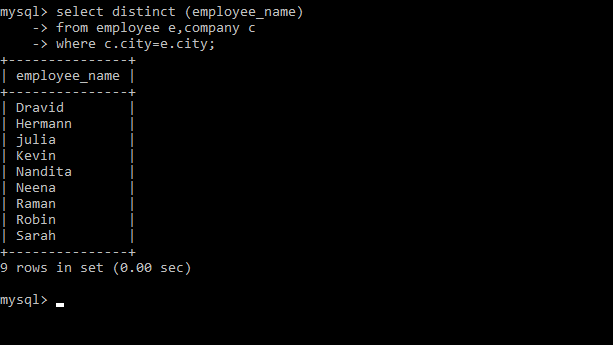 mysql> select distinct (employee_name)
    -> from employee e,company c
    -> where c.city=e.city;
+---------------+
| employee_name |
+---------------+
| Dravid        |
| Hermann       |
| julia         |
| Kevin         |
| Nandita       |
| Neena         |
| Raman         |
| Robin         |
| Sarah         |
+---------------+
9 rows in set (0.00 sec)
mysql> _